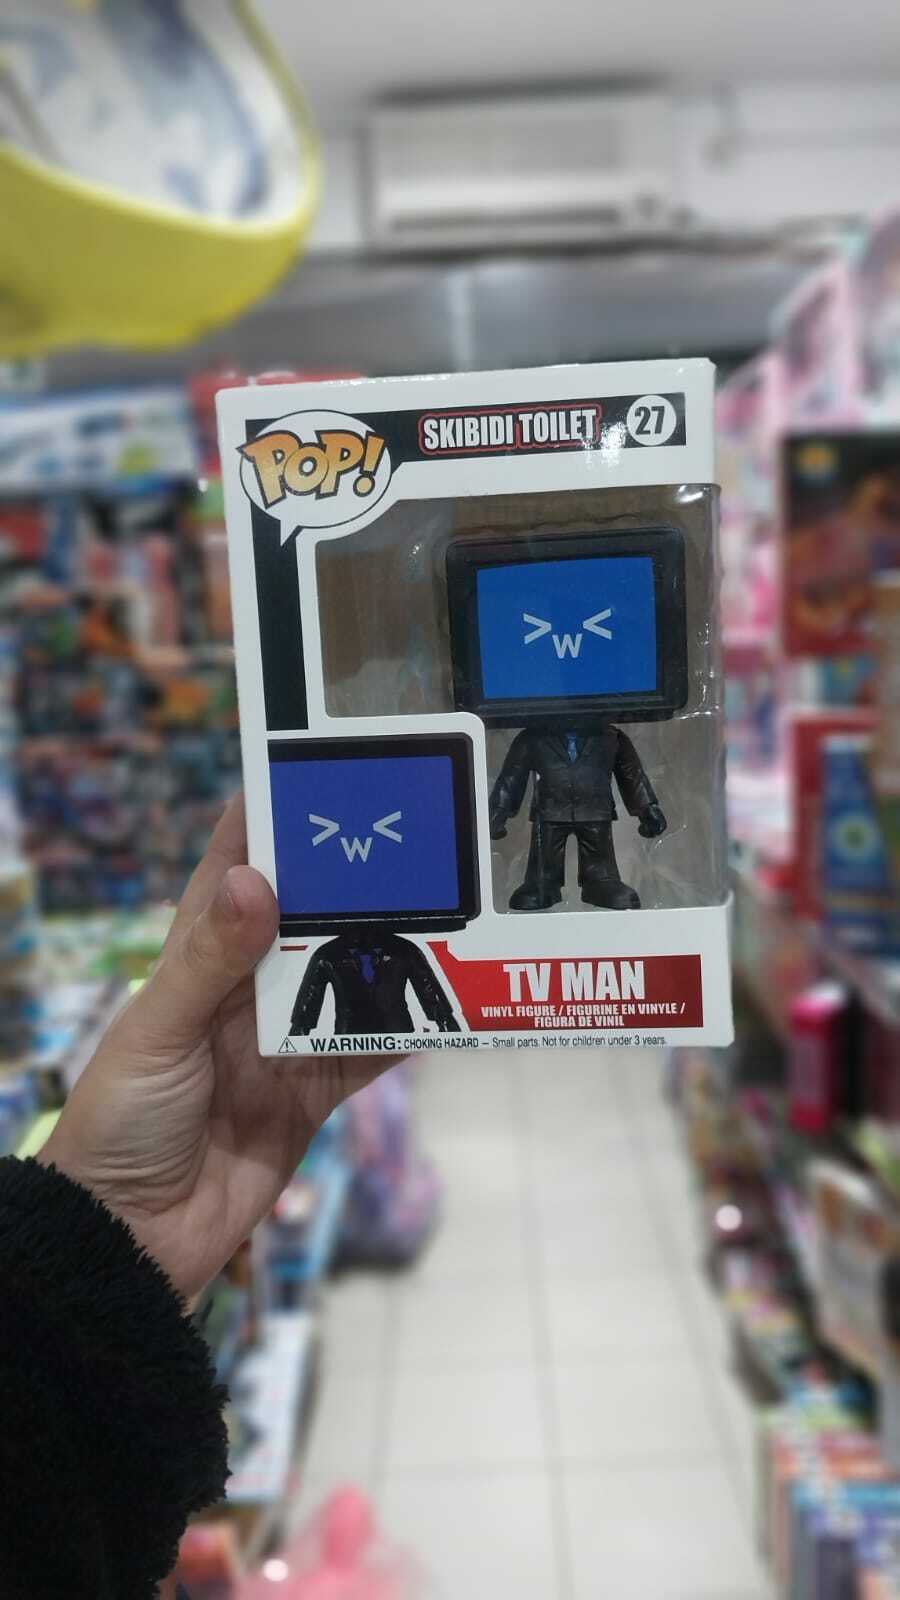 POP!
SKIBIDI TOILET
27
>w<
>w<
TV MAN
VINYL FIGURE / FIGURINE EN VINYLE /
FIGURA DE VINIL
WARNING: CHOKING HAZARD – Small parts. Not for children under 3 years.